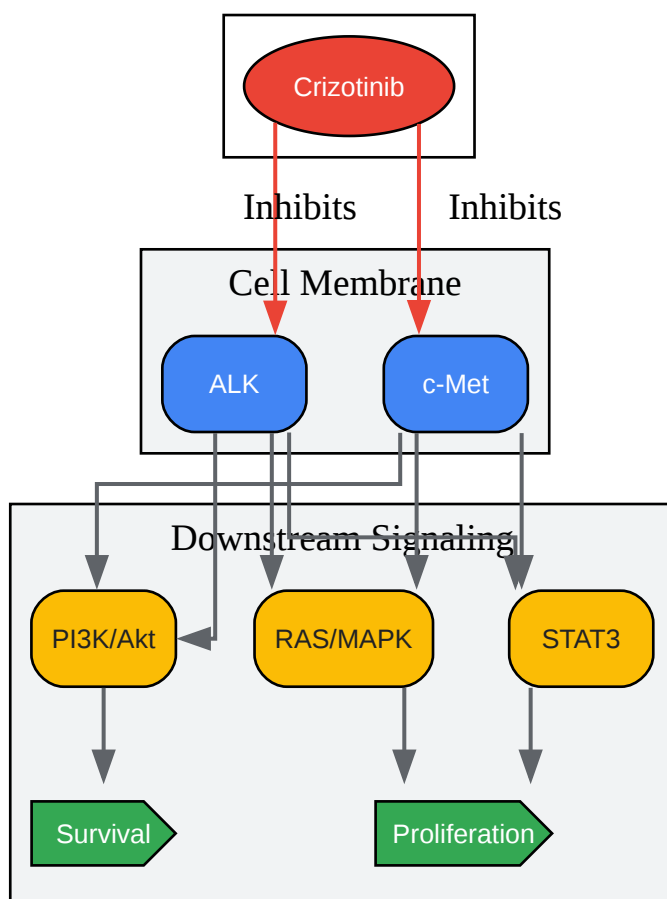 Crizotinib
Inhibits Inhibits
Cell Membrane
ALK c-Met
Downstream Signaling
PI3K/Akt RAS/MAPK STAT3
Survival Proliferation